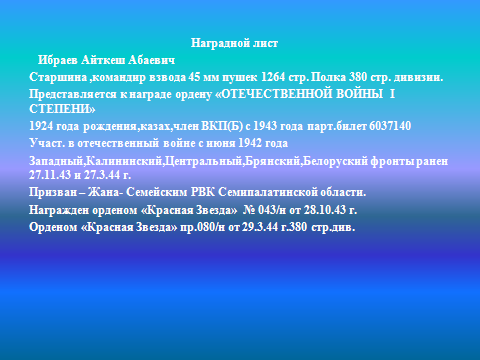 Наградной лист
Ибраев Айткеш Абаевич
Старшина ,командир взвода 45 мм пушек 1264 стр. Полка 380 стр. дивизии.
Представляется к награде ордену «ОТЕЧЕСТВЕННОЙ ВОЙНЫ I
СТЕПЕНИ»
1924 года рождения,казах,член ВКП(Б) с 1943 года парт.билет 6037140
Участ. в отечественный войне с июня 1942 года
Западный,Калининский,Центральный,Брянский,Белоруский фронты ранен
27.11.43 и 27.3.44 г.
Призван – Жана- Семейским РВК Семипалатинской области.
Награжден орденом «Красная Звезда» № 043/н от 28.10.43 г.
Орденом «Красная Звезда» пр.080/н от 29.3.44 г.380 стр.див.